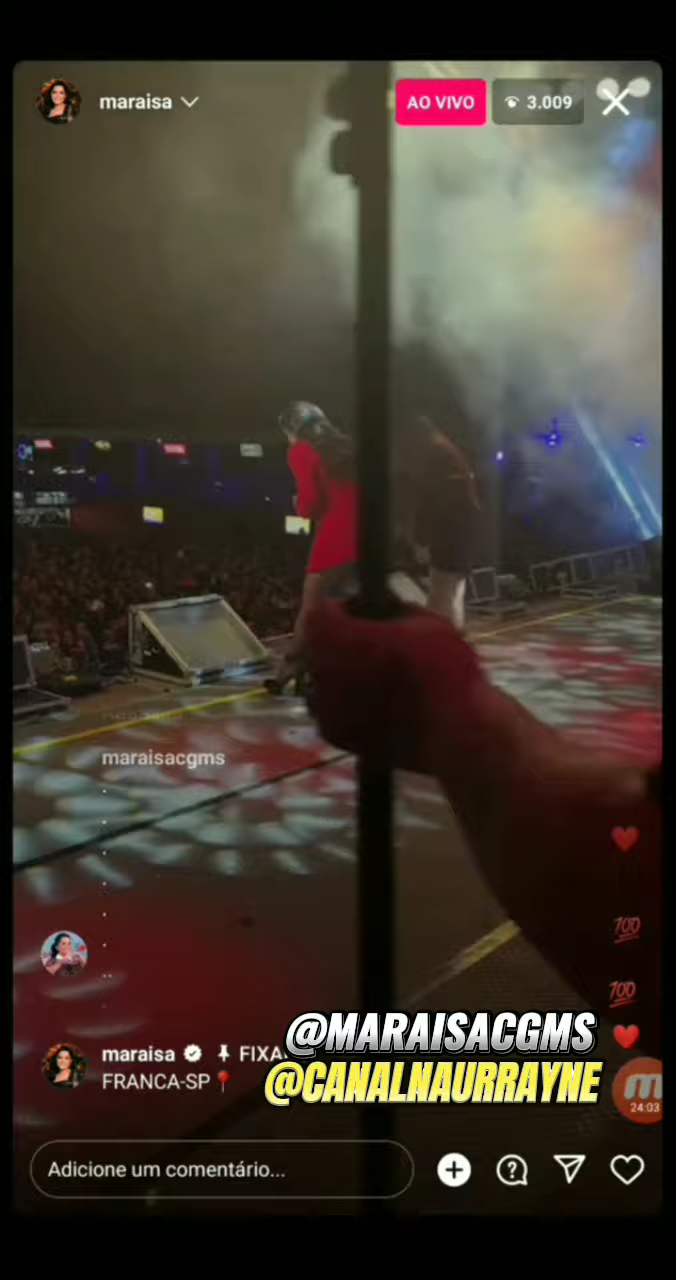 maraisa
AO VIVO
3.009
maraisacgms
.
.
.
.
.
.
..
maraisa
FIXA
FRANCA-SP
@MARAISACGMS
@CANALNAURRAYNE
24:03
Adicione um comentário...
100
100